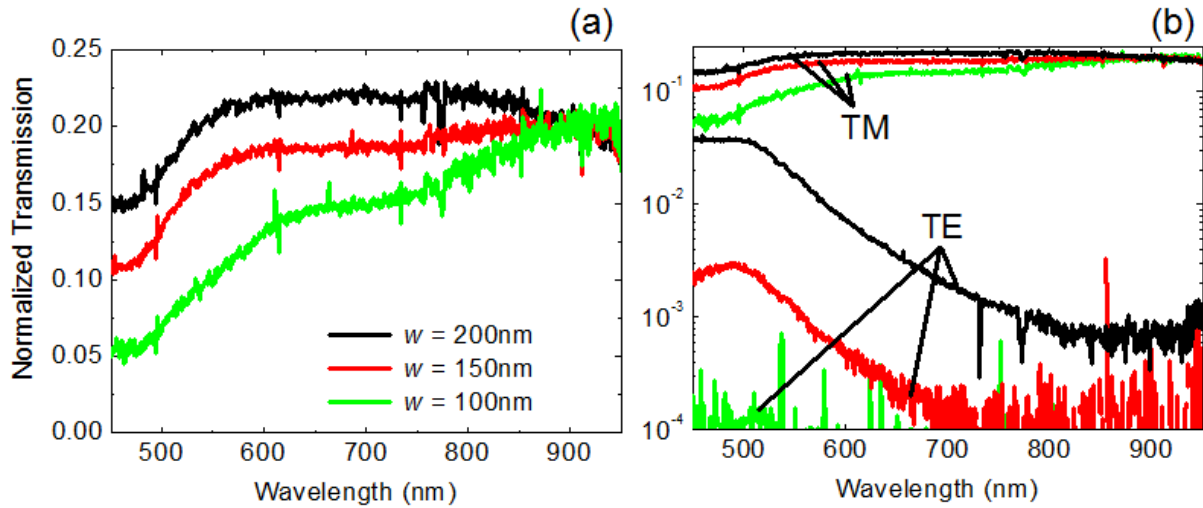 (a)
(b)
0.25
0.20
0.15
0.10
0.05
0.00
Normalized Transmission
w = 200nm
w = 150nm
w = 100nm
500 600 700 800 900
Wavelength (nm)
10⁻¹
10⁻²
10⁻³
10⁻⁴
TM
TE
500 600 700 800 900
Wavelength (nm)